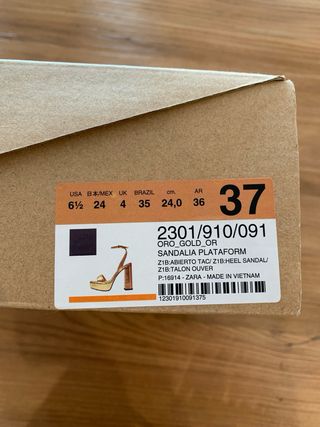 USA 日本/MEX UK BRAZIL cm. AR
6½ 24 4 35 24,0 36
37
2301/910/091
ORO_GOLD_OR
SANDALIA PLATAFORM
Z1B:ABIERTO TAC/ Z1B:HEEL SANDAL/
Z1B:TALON OUVER
P:16914 - ZARA - MADE IN VIETNAM
12301910091375